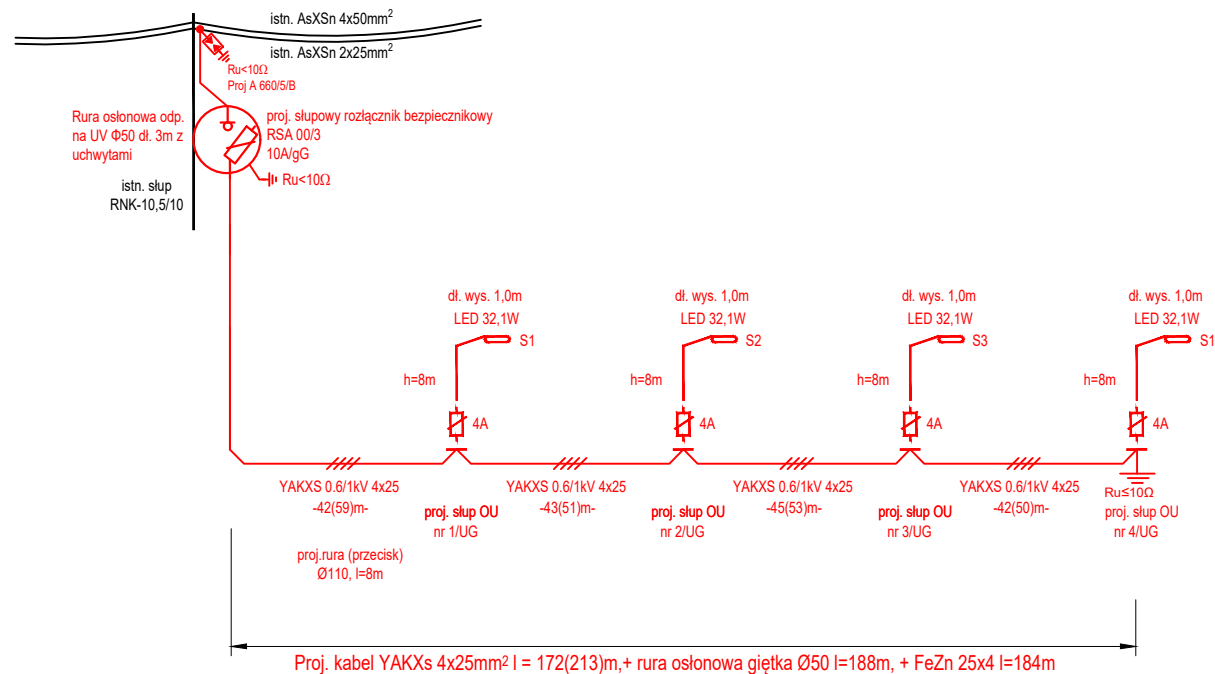 istn. AsXSn 4x50mm²
istn. AsXSn 2x25mm²
Ru<10Ω
Proj A 660/5/B
Rura osłonowa odp.
na UV Φ50 dł. 3m z
uchwytami
proj. słupowy rozłącznik bezpiecznikowy
RSA 00/3
10A/gG
Ru<10Ω
istn. słup
RNK-10,5/10
dł. wys. 1,0m
LED 32,1W
S1
h=8m
4A
dł. wys. 1,0m
LED 32,1W
S2
h=8m
4A
dł. wys. 1,0m
LED 32,1W
S3
h=8m
4A
dł. wys. 1,0m
LED 32,1W
S1
h=8m
4A
YAKXS 0.6/1kV 4x25
-42(59)m-
proj. słup OU
nr 1/UG
YAKXS 0.6/1kV 4x25
-43(51)m-
proj. słup OU
nr 2/UG
YAKXS 0.6/1kV 4x25
-45(53)m-
proj. słup OU
nr 3/UG
YAKXS 0.6/1kV 4x25
-42(50)m-
Ru≤10Ω
proj. słup OU
nr 4/UG
proj.rura (przecisk)
Ø110, l=8m
Proj. kabel YAKXs 4x25mm² l = 172(213)m,+ rura osłonowa giętka Ø50 l=188m, + FeZn 25x4 l=184m